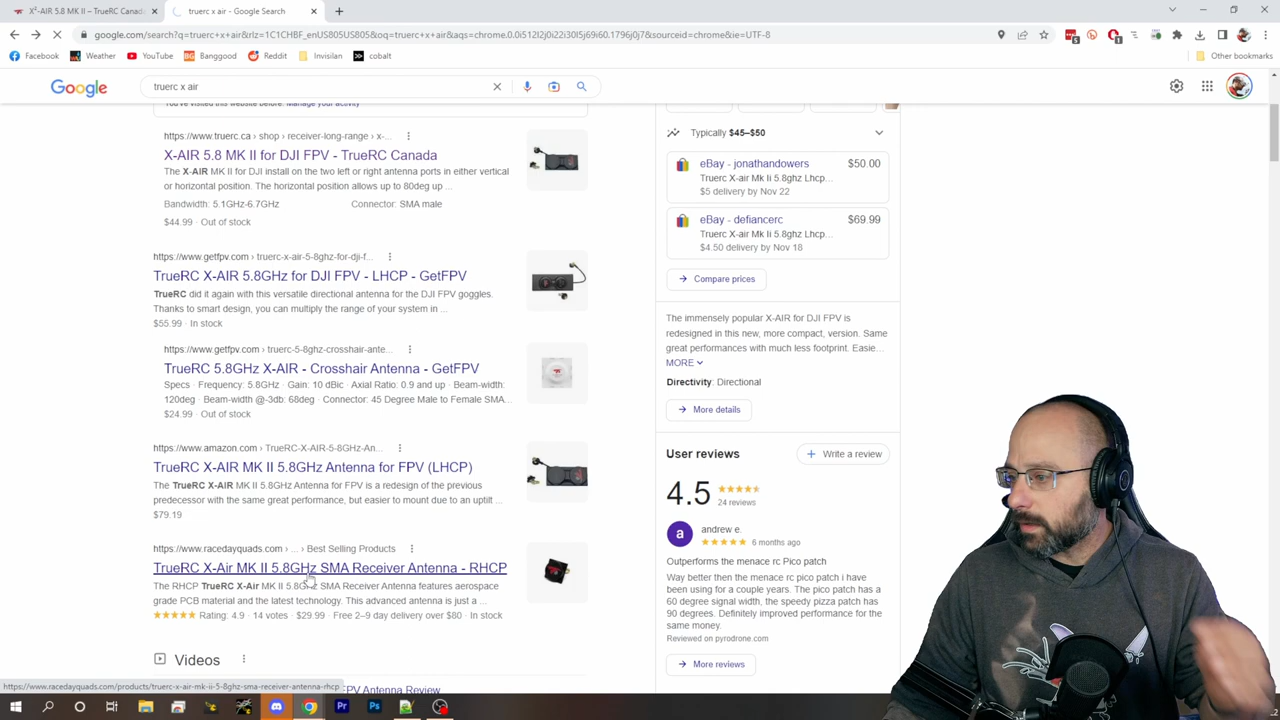 X²-AIR 5.8 MK II – TrueRC Canada
truerc x air - Google Search
google.com/search?q=truerc+x+air&rlz=1C1CHBF_enUS805US805&oq=truerc+x+air&aqs=chrome.0.0i512l2j0i22i30l5j69i60.1796j0j7&sourceid=chrome&ie=UTF-8
Facebook
Weather
YouTube
Banggood
Reddit
Invisilan
cobalt
Other bookmarks
Google
truerc x air
You've visited this website before. Manage your activity
https://www.truerc.ca › shop › receiver-long-range › x-...
X-AIR 5.8 MK II for DJI FPV - TrueRC Canada
The X-AIR MK II for DJI install on the two left or right antenna ports in either vertical
or horizontal position. The horizontal position allows up to 80deg up ...
Bandwidth: 5.1GHz-6.7GHz Connector: SMA male
$44.99 · Out of stock
https://www.getfpv.com › truerc-x-air-5-8ghz-for-dji-f...
TrueRC X-AIR 5.8GHz for DJI FPV - LHCP - GetFPV
TrueRC did it again with this versatile directional antenna for the DJI FPV goggles.
Thanks to smart design, you can multiply the range of your system in ...
$55.99 · In stock
https://www.getfpv.com › truerc-5-8ghz-crosshair-ante...
TrueRC 5.8GHz X-AIR - Crosshair Antenna - GetFPV
Specs · Frequency: 5.8GHz · Gain: 10 dBic · Axial Ratio: 0.9 and up · Beam-width:
120deg · Beam-width @-3db: 68deg · Connector: 45 Degree Male to Female SMA...
$24.99 · Out of stock
https://www.amazon.com › TrueRC-X-AIR-5-8GHz-An...
TrueRC X-AIR MK II 5.8GHz Antenna for FPV (LHCP)
The TrueRC X-AIR MK II 5.8GHz Antenna for FPV is a redesign of the previous
predecessor with the same great performance, but easier to mount due to an uptilt ...
$79.19
https://www.racedayquads.com › ... › Best Selling Products
TrueRC X-Air MK II 5.8GHz SMA Receiver Antenna - RHCP
The RHCP TrueRC X-Air MK II 5.8GHz SMA Receiver Antenna features aerospace
grade PCB material and the latest technology. This advanced antenna is just a ...
Rating: 4.9 · 14 votes · $29.99 · Free 2–9 day delivery over $80 · In stock
Videos
https://www.racedayquads.com/products/truerc-x-air-mk-ii-5-8ghz-sma-receiver-antenna-rhcp
FPV Antenna Review
Typically $45–$50
eBay - jonathandowers $50.00
Truerc X-air Mk Ii 5.8ghz Lhcp...
$5 delivery by Nov 22
eBay - defiancerc $69.99
Truerc X-air Mk Ii 5.8ghz Lhcp...
$4.50 delivery by Nov 18
Compare prices
The immensely popular X-AIR for DJI FPV is
redesigned in this new, more compact, version. Same
great performances with much less footprint. Easie...
MORE
Directivity: Directional
More details
User reviews
Write a review
4.5
24 reviews
a
andrew e.
6 months ago
Outperforms the menace rc Pico patch
Way better then the menace rc pico patch i have
been using for a couple years. The pico patch has a
60 degree signal width, the speedy pizza patch has
90 degrees. Definitely improved performance for the
same money.
Reviewed on pyrodrone.com
More reviews
Pr
Ps